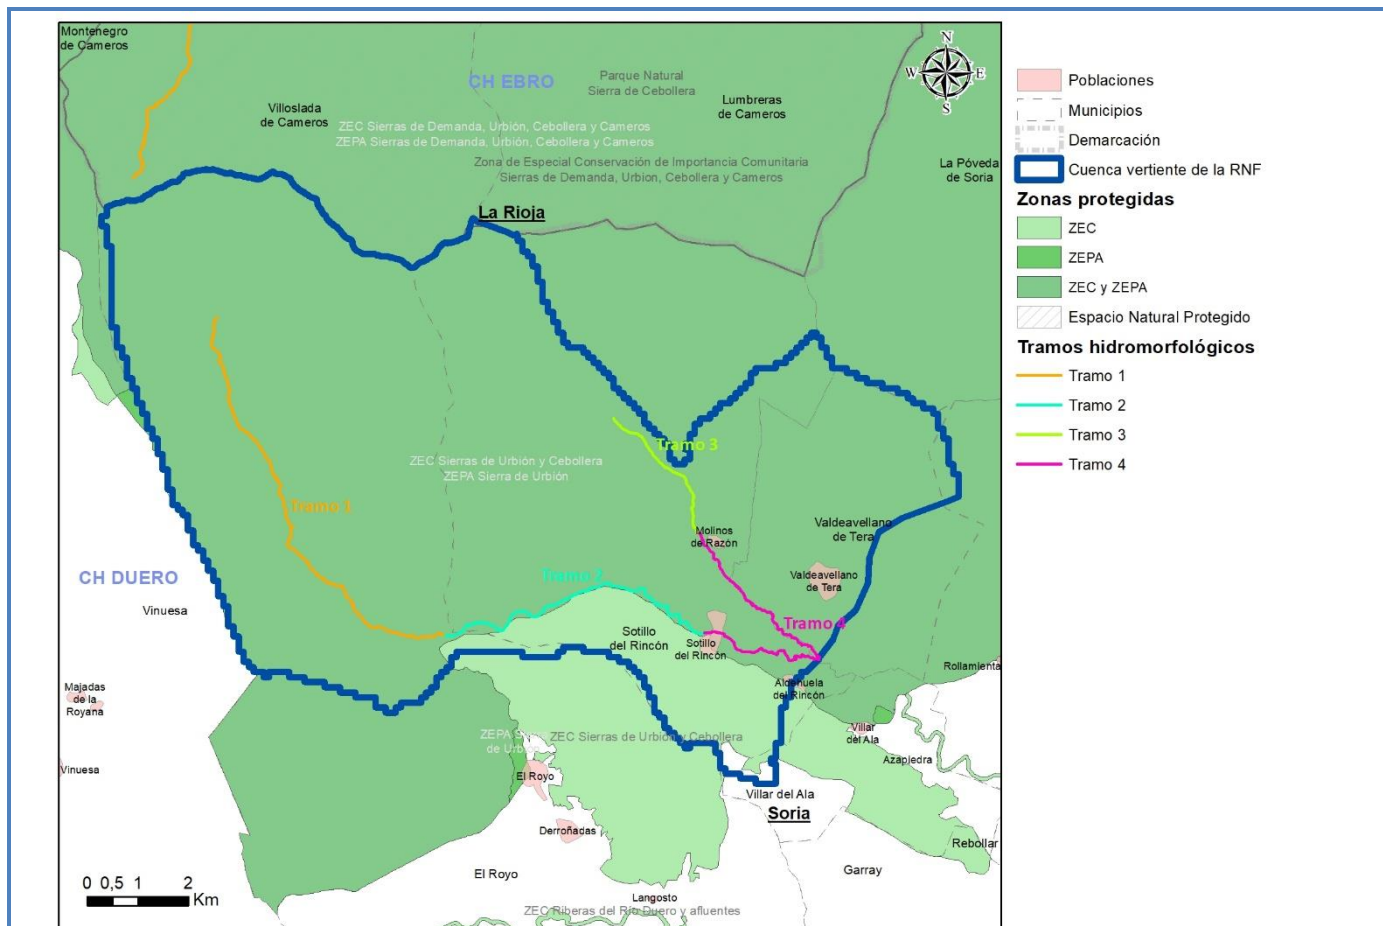 Montenegro
de Cameros
CH EBRO
Parque Natural
Sierra de Cebollera
Villoslada
de Cameros
Lumbreras
de Cameros
ZEC Sierras de Demanda, Urbión, Cebollera y Cameros
ZEPA Sierras de Demanda, Urbión, Cebollera y Cameros
Zona de Especial Conservación de Importancia Comunitaria
Sierras de Demanda, Urbion, Cebollera y Cameros
La Póveda
de Soria
N
W
E
S
La Rioja
Tramo 3
ZEC Sierras de Urbión y Cebollera
ZEPA Sierra de Urbión
Tramo 1
Molinos
de Razón
Valdeavellano
de Tera
CH DUERO
Tramo 2
Valdeavellano
de Tera
Vinuesa
Tramo 4
Sotillo
del Rincón
Sotillo
del Rincón
Rollamienta
Majadas
de la
Royana
Aldehuela
del Rincón
Villar
del Ala
ZEPA
de Urbión
ZEC Sierras de Urbión y Cebollera
Azapiedra
Vinuesa
El Royo
Villar del Ala
Soria
Derroñadas
Rebollar
El Royo
Garray
0 0,5 1 2
Km
Langosto
ZEC Riberas del Río Duero y afluentes
Poblaciones
Municipios
Demarcación
Cuenca vertiente de la RNF
Zonas protegidas
ZEC
ZEPA
ZEC y ZEPA
Espacio Natural Protegido
Tramos hidromorfológicos
Tramo 1
Tramo 2
Tramo 3
Tramo 4